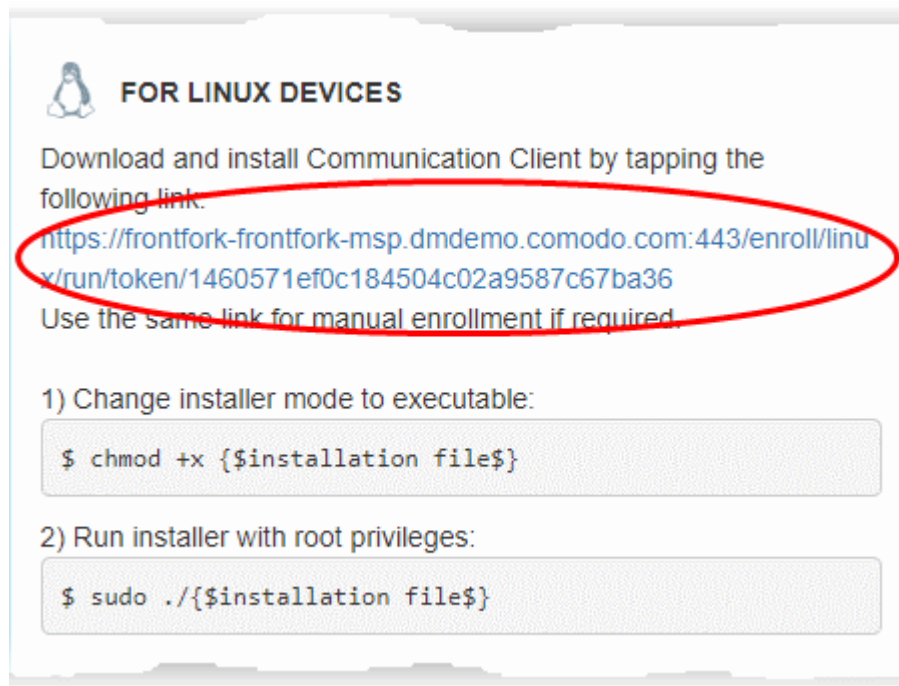 FOR LINUX DEVICES
Download and install Communication Client by tapping the
following link:
https://frontfork-frontfork-msp.dmdemo.comodo.com:443/enroll/linu
x/run/token/1460571ef0c184504c02a9587c67ba36
Use the same link for manual enrollment if required.
1) Change installer mode to executable:
$ chmod +x {$installation file$}
2) Run installer with root privileges:
$ sudo ./{$installation file$}